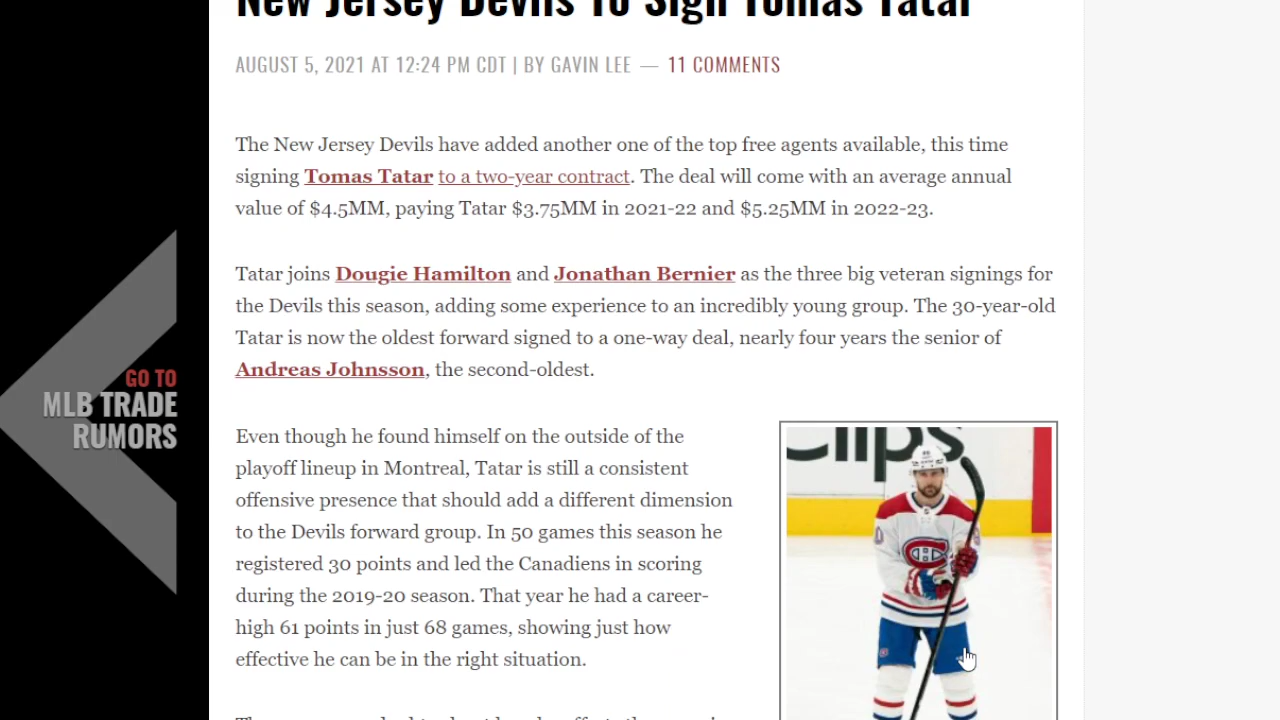 New Jersey Devils To Sign Tomas Tatar
AUGUST 5, 2021 AT 12:24 PM CDT | BY GAVIN LEE — 11 COMMENTS
The New Jersey Devils have added another one of the top free agents available, this time
signing Tomas Tatar to a two-year contract. The deal will come with an average annual
value of $4.5MM, paying Tatar $3.75MM in 2021-22 and $5.25MM in 2022-23.
Tatar joins Dougie Hamilton and Jonathan Bernier as the three big veteran signings for
the Devils this season, adding some experience to an incredibly young group. The 30-year-old
Tatar is now the oldest forward signed to a one-way deal, nearly four years the senior of
Andreas Johnsson, the second-oldest.
GO TO
MLB TRADE
RUMORS
Even though he found himself on the outside of the
playoff lineup in Montreal, Tatar is still a consistent
offensive presence that should add a different dimension
to the Devils forward group. In 50 games this season he
registered 30 points and led the Canadiens in scoring
during the 2019-20 season. That year he had a career-
high 61 points in just 68 games, showing just how
effective he can be in the right situation.
Clips